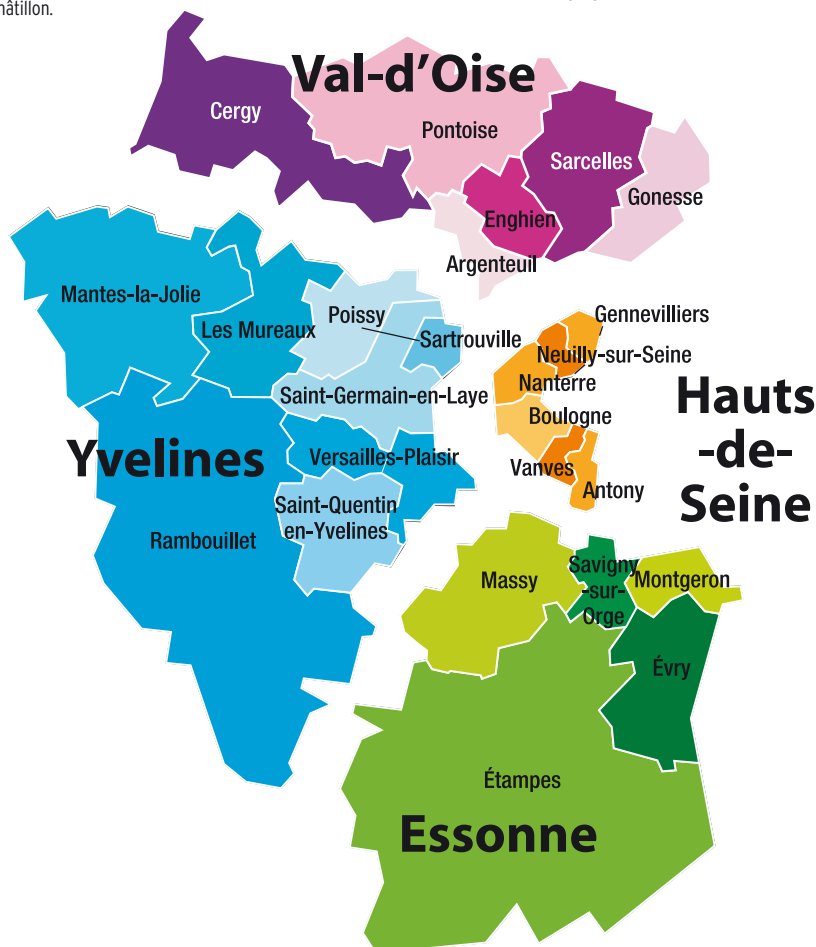 hâtillon.
Val-d'Oise
Cergy
Pontoise
Sarcelles
Gonesse
Enghien
Argenteuil
Mantes-la-Jolie
Les Mureaux
Poissy
Sartrouville
Saint-Germain-en-Laye
Yvelines
Versailles-Plaisir
Saint-Quentin
en-Yvelines
Rambouillet
Gennevilliers
Neuilly-sur-Seine
Nanterre
Boulogne
Vanves
Antony
Hauts
-de-
Seine
Massy
Savigny
-sur-
Orge
Montgeron
Évry
Étampes
Essonne